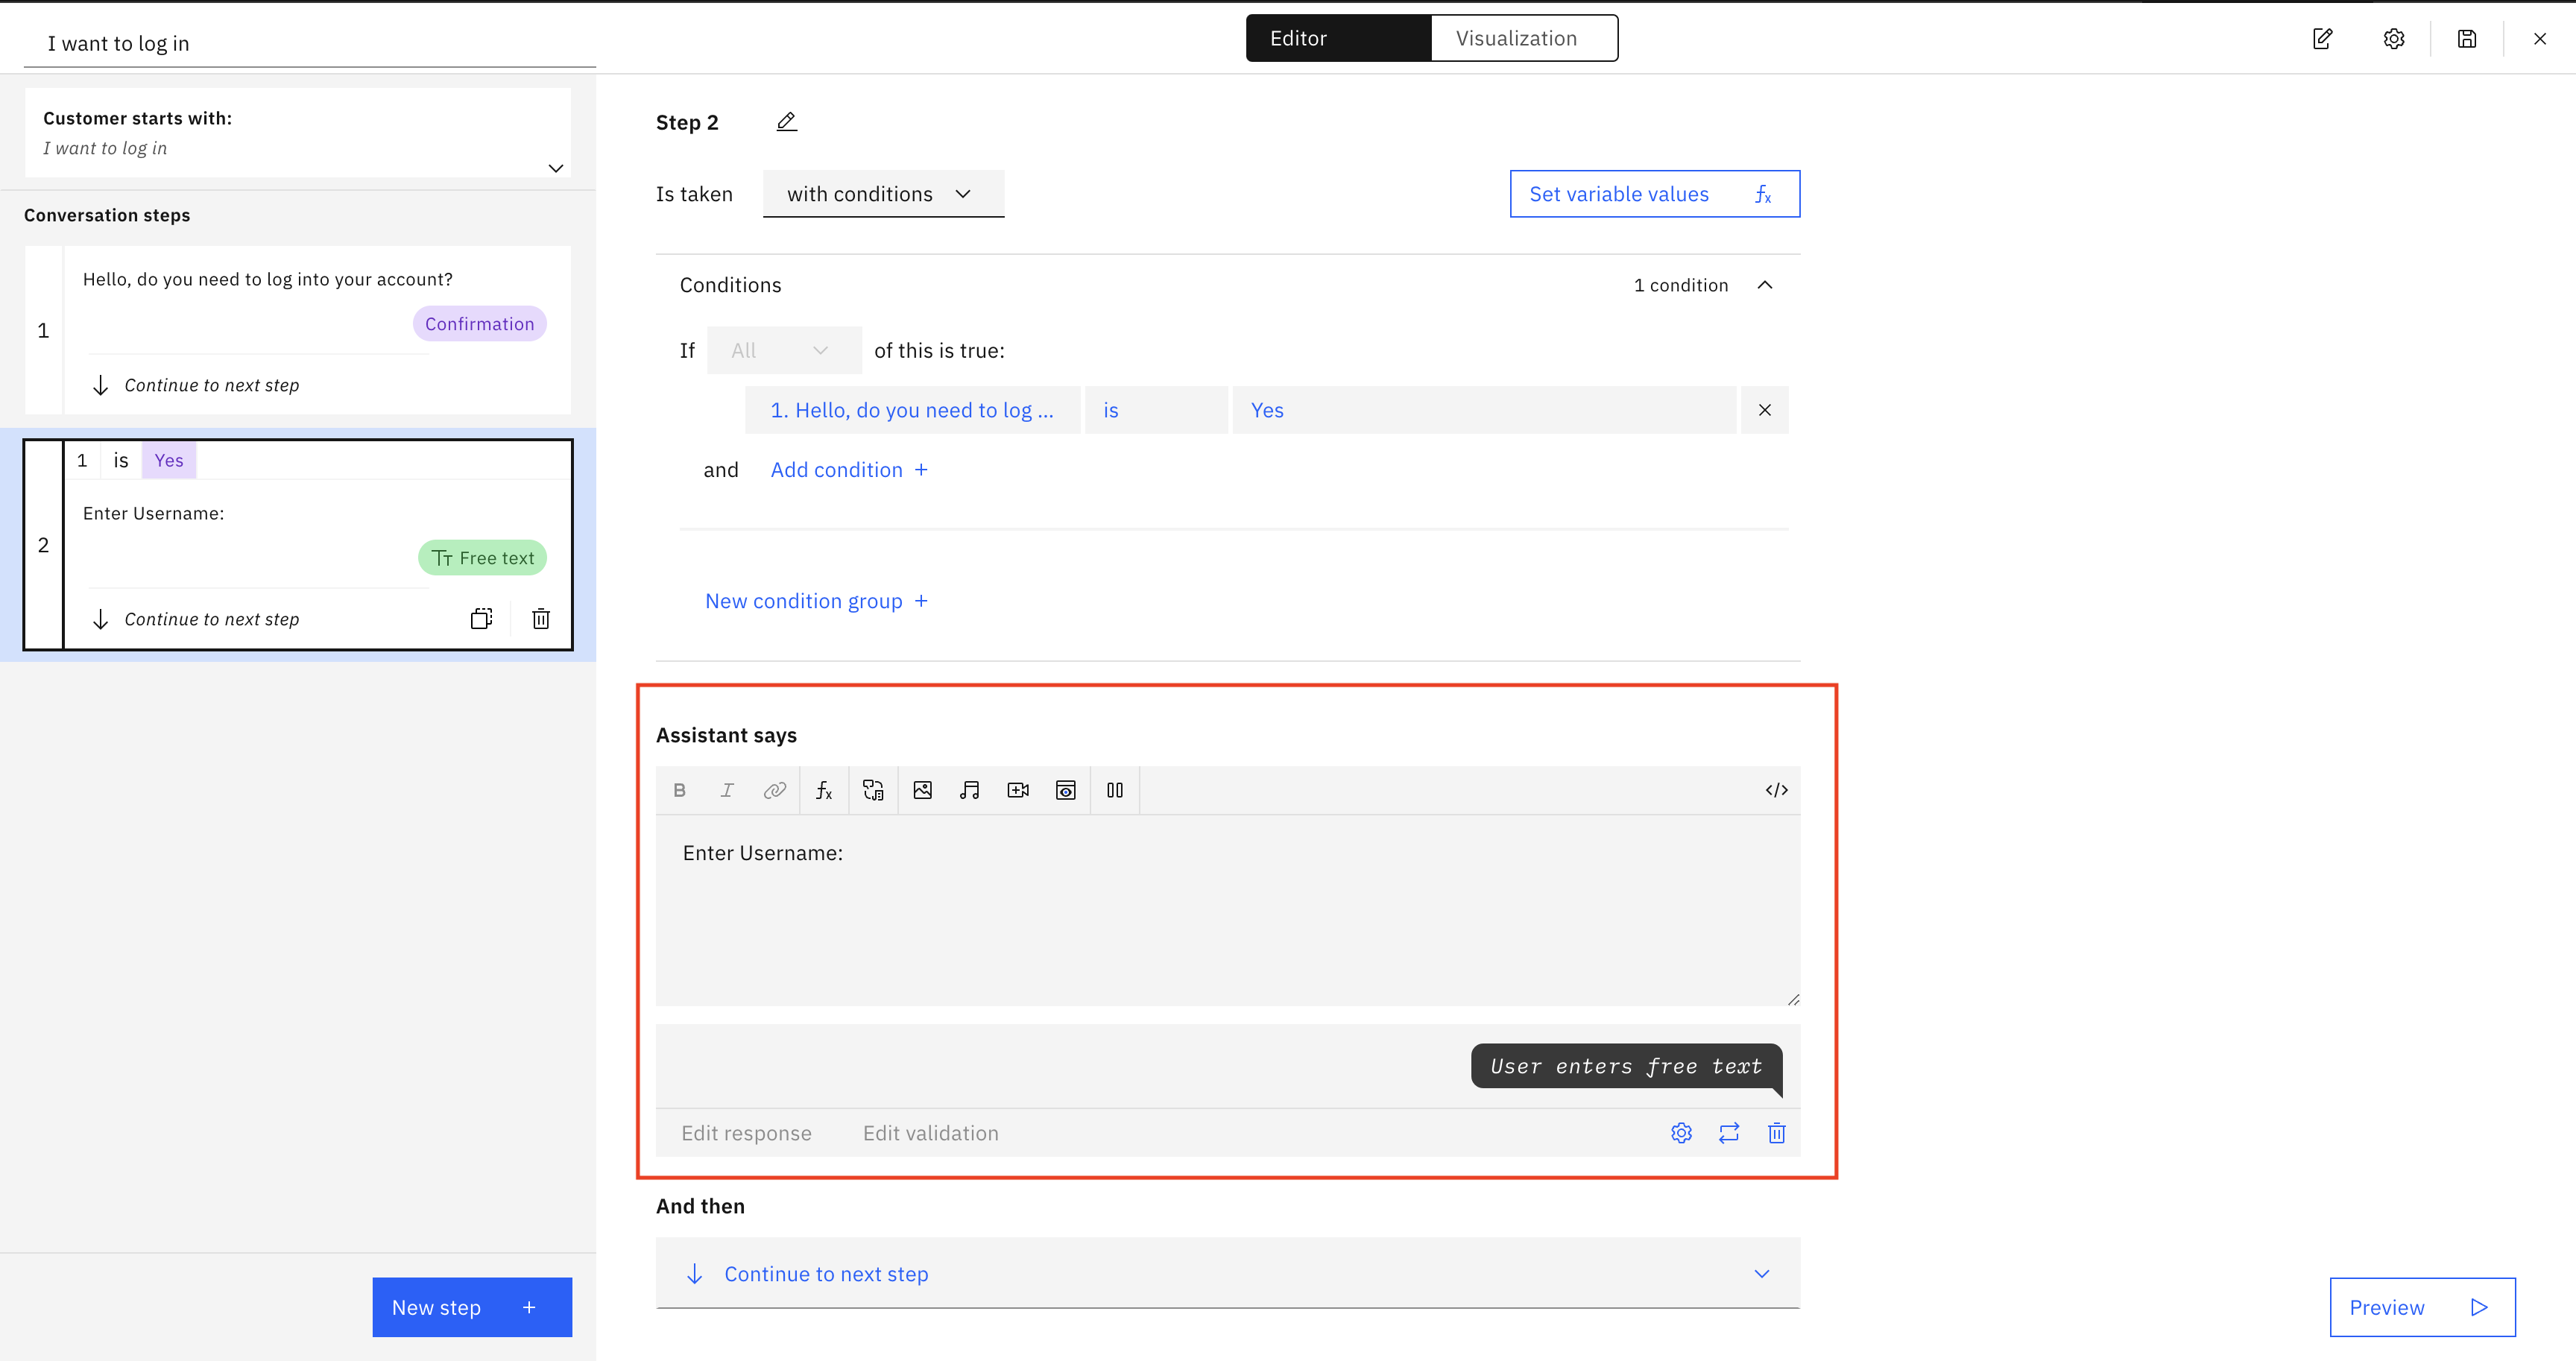 I want to log in
Editor
Visualization
Customer starts with:
I want to log in
Conversation steps
1
Hello, do you need to log into your account?
Confirmation
Continue to next step
2
1 is Yes
Enter Username:
Free text
Continue to next step
New step
Step 2
Is taken with conditions
Set variable values fx
Conditions
1 condition
If All of this is true:
1. Hello, do you need to log ... is Yes
and Add condition +
New condition group +
Assistant says
B I fx </>
Enter Username:
User enters free text
Edit response Edit validation
And then
Continue to next step
Preview